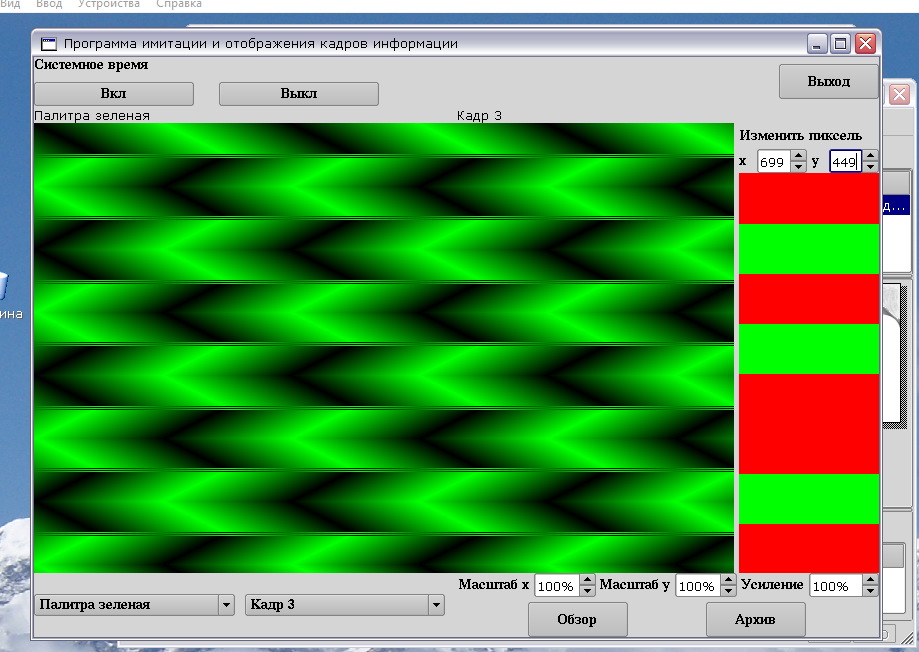 Вид Ввод Устройства Справка
Программа имитации и отображения кадров информации
Системное время
Вкл Выкл Выход
Палитра зеленая Кадр 3
Изменить пиксель
x 699 y 449
д...
ина
Масштаб x 100% Масштаб y 100% Усиление 100%
Палитра зеленая Кадр 3
Обзор Архив